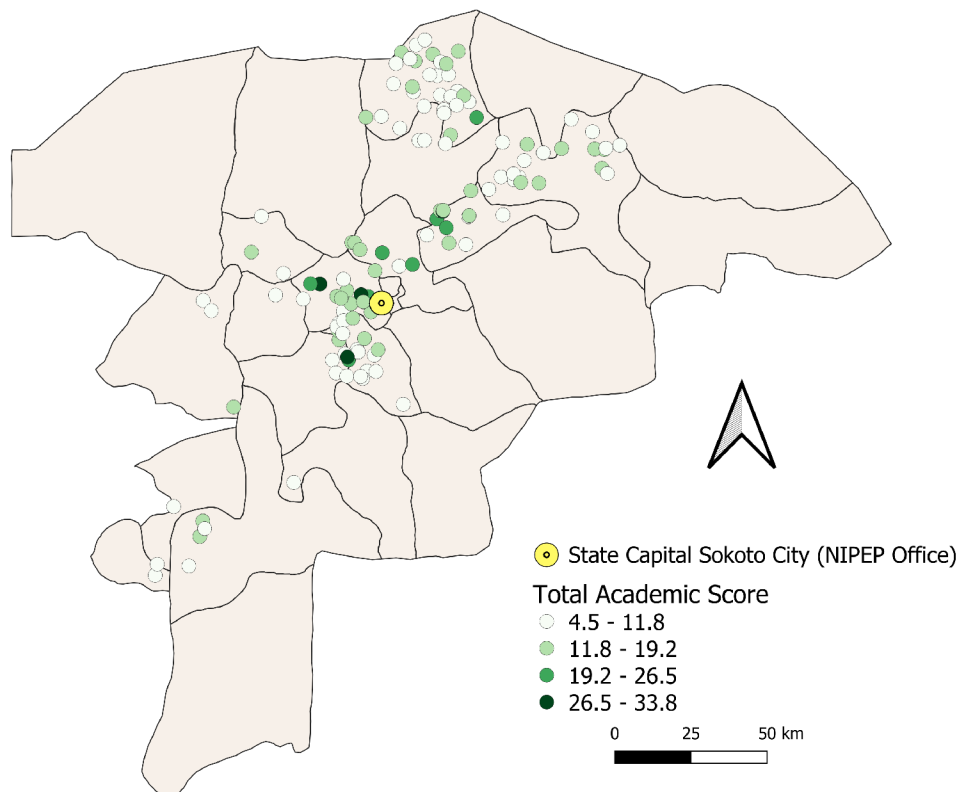 State Capital Sokoto City (NIPEP Office)
Total Academic Score
4.5 - 11.8
11.8 - 19.2
19.2 - 26.5
26.5 - 33.8
0 25 50 km